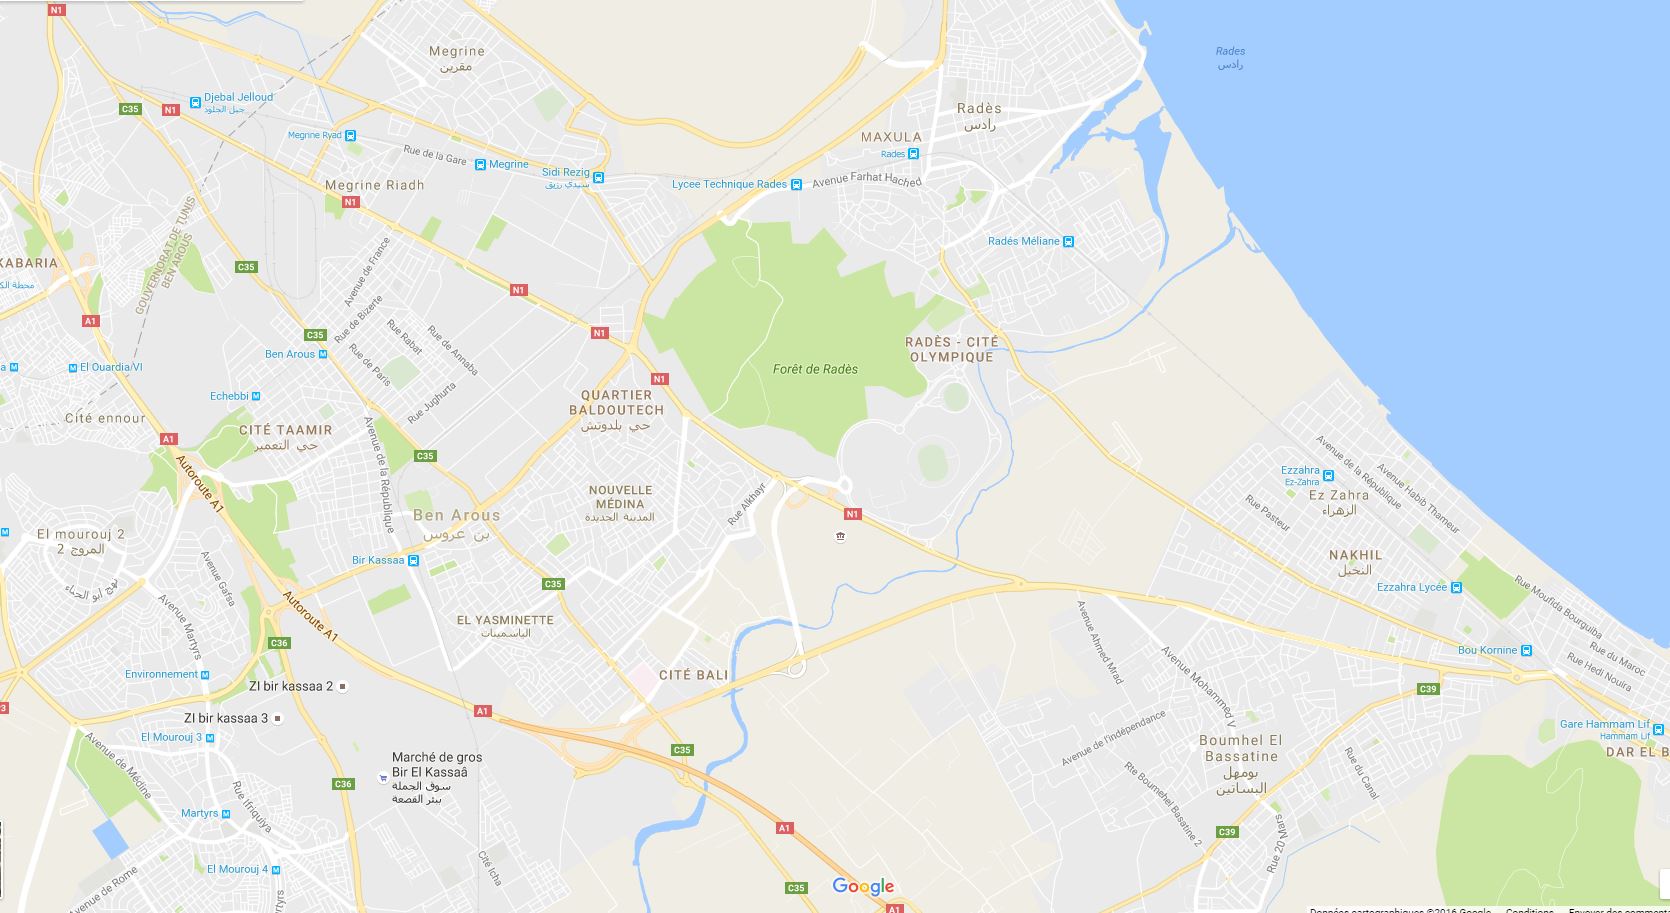 N1
Megrine
مقرين
Rades
رادس
Djebal Jelloud
جبل الجلود
C35
N1
Radès
رادس
Megrine Ryad
MAXULA
Rades
Rue de la Gare
Megrine
Sidi Rezig
سيدي رزيق
Lycee Technique Rades
Avenue Farhat Hached
Megrine Riadh
N1
GOUVERNORAT DE TUNIS
BEN AROUS
Radés Méliane
KABARIA
C35
Avenue de France
N1
Rue de Bizerte
A1
C35
Rue Rabat
Rue de Annaba
N1
RADÈS - CITÉ
OLYMPIQUE
Ben Arous
Rue de Paris
El Ouardia/VI
Forêt de Radès
N1
Echebbi
Rue Jughurta
QUARTIER
BALDOUTECH
حي بلدوتش
Cité ennour
CITÉ TAAMIR
حي التعمير
A1
Avenue de la République
C35
Autoroute A1
Avenue de la République
Avenue Habib Thameur
Ezzahra
Ez-Zahra
Ez Zahra
الزهراء
NOUVELLE
MÉDINA
المدينة الجديدة
Rue Alkhayr
Rue Pasteur
Ben Arous
بن عروس
N1
El mourouj 2
المروج 2
NAKHIL
النخيل
Bir Kassaa
C35
Ezzahra Lycée
نهج أبو الحناء
Avenue Gafsa
Autoroute A1
Rue Moufida Bourguiba
Avenue Martyrs
EL YASMINETTE
الياسمينات
Avenue Ahmed Mrad
C36
Bou Kornine
Rue du Maroc
Rue Hedi Nouira
Environnement
CITÉ BALI
Avenue Mohammed V
ZI bir kassaa 2
C39
A1
ZI bir kassaa 3
El Mourouj 3
Avenue de l'indépendance
Gare Hammam Lif
Hammam Lif
Avenue de Médine
C35
Boumhel El
Bassatine
بومهل
البساتين
DAR EL B
Marché de gros
Bir El Kassaâ
سوق الجملة
ببئر القصعة
C36
Rte Boumehel Basatine 2
Rue du Canal
Rue Ifriquiya
Martyrs
A1
C39
Rue 20 Mars
Cité Icha
El Mourouj 4
Avenue de Rome
C35
Google
A1
Données cartographiques ©2016 Google
Conditions